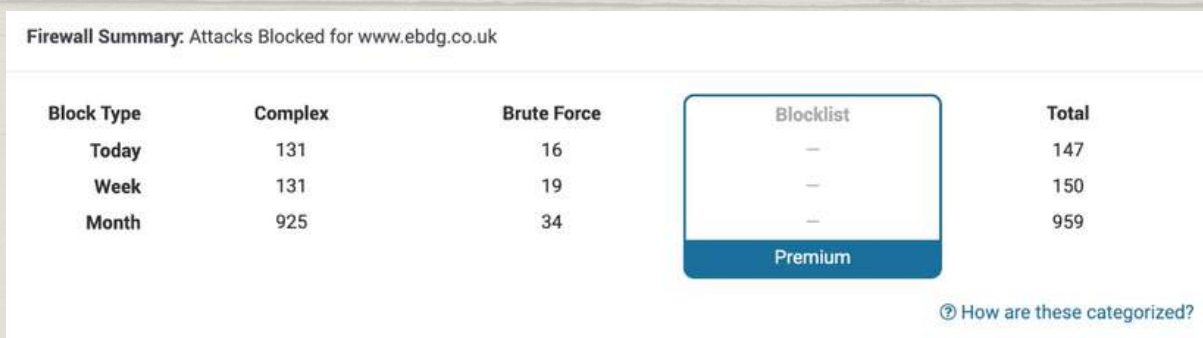 Firewall Summary: Attacks Blocked for www.ebdg.co.uk
Block Type Complex Brute Force Blocklist Total
Today 131 16 — 147
Week 131 19 — 150
Month 925 34 — 959
Premium
? How are these categorized?